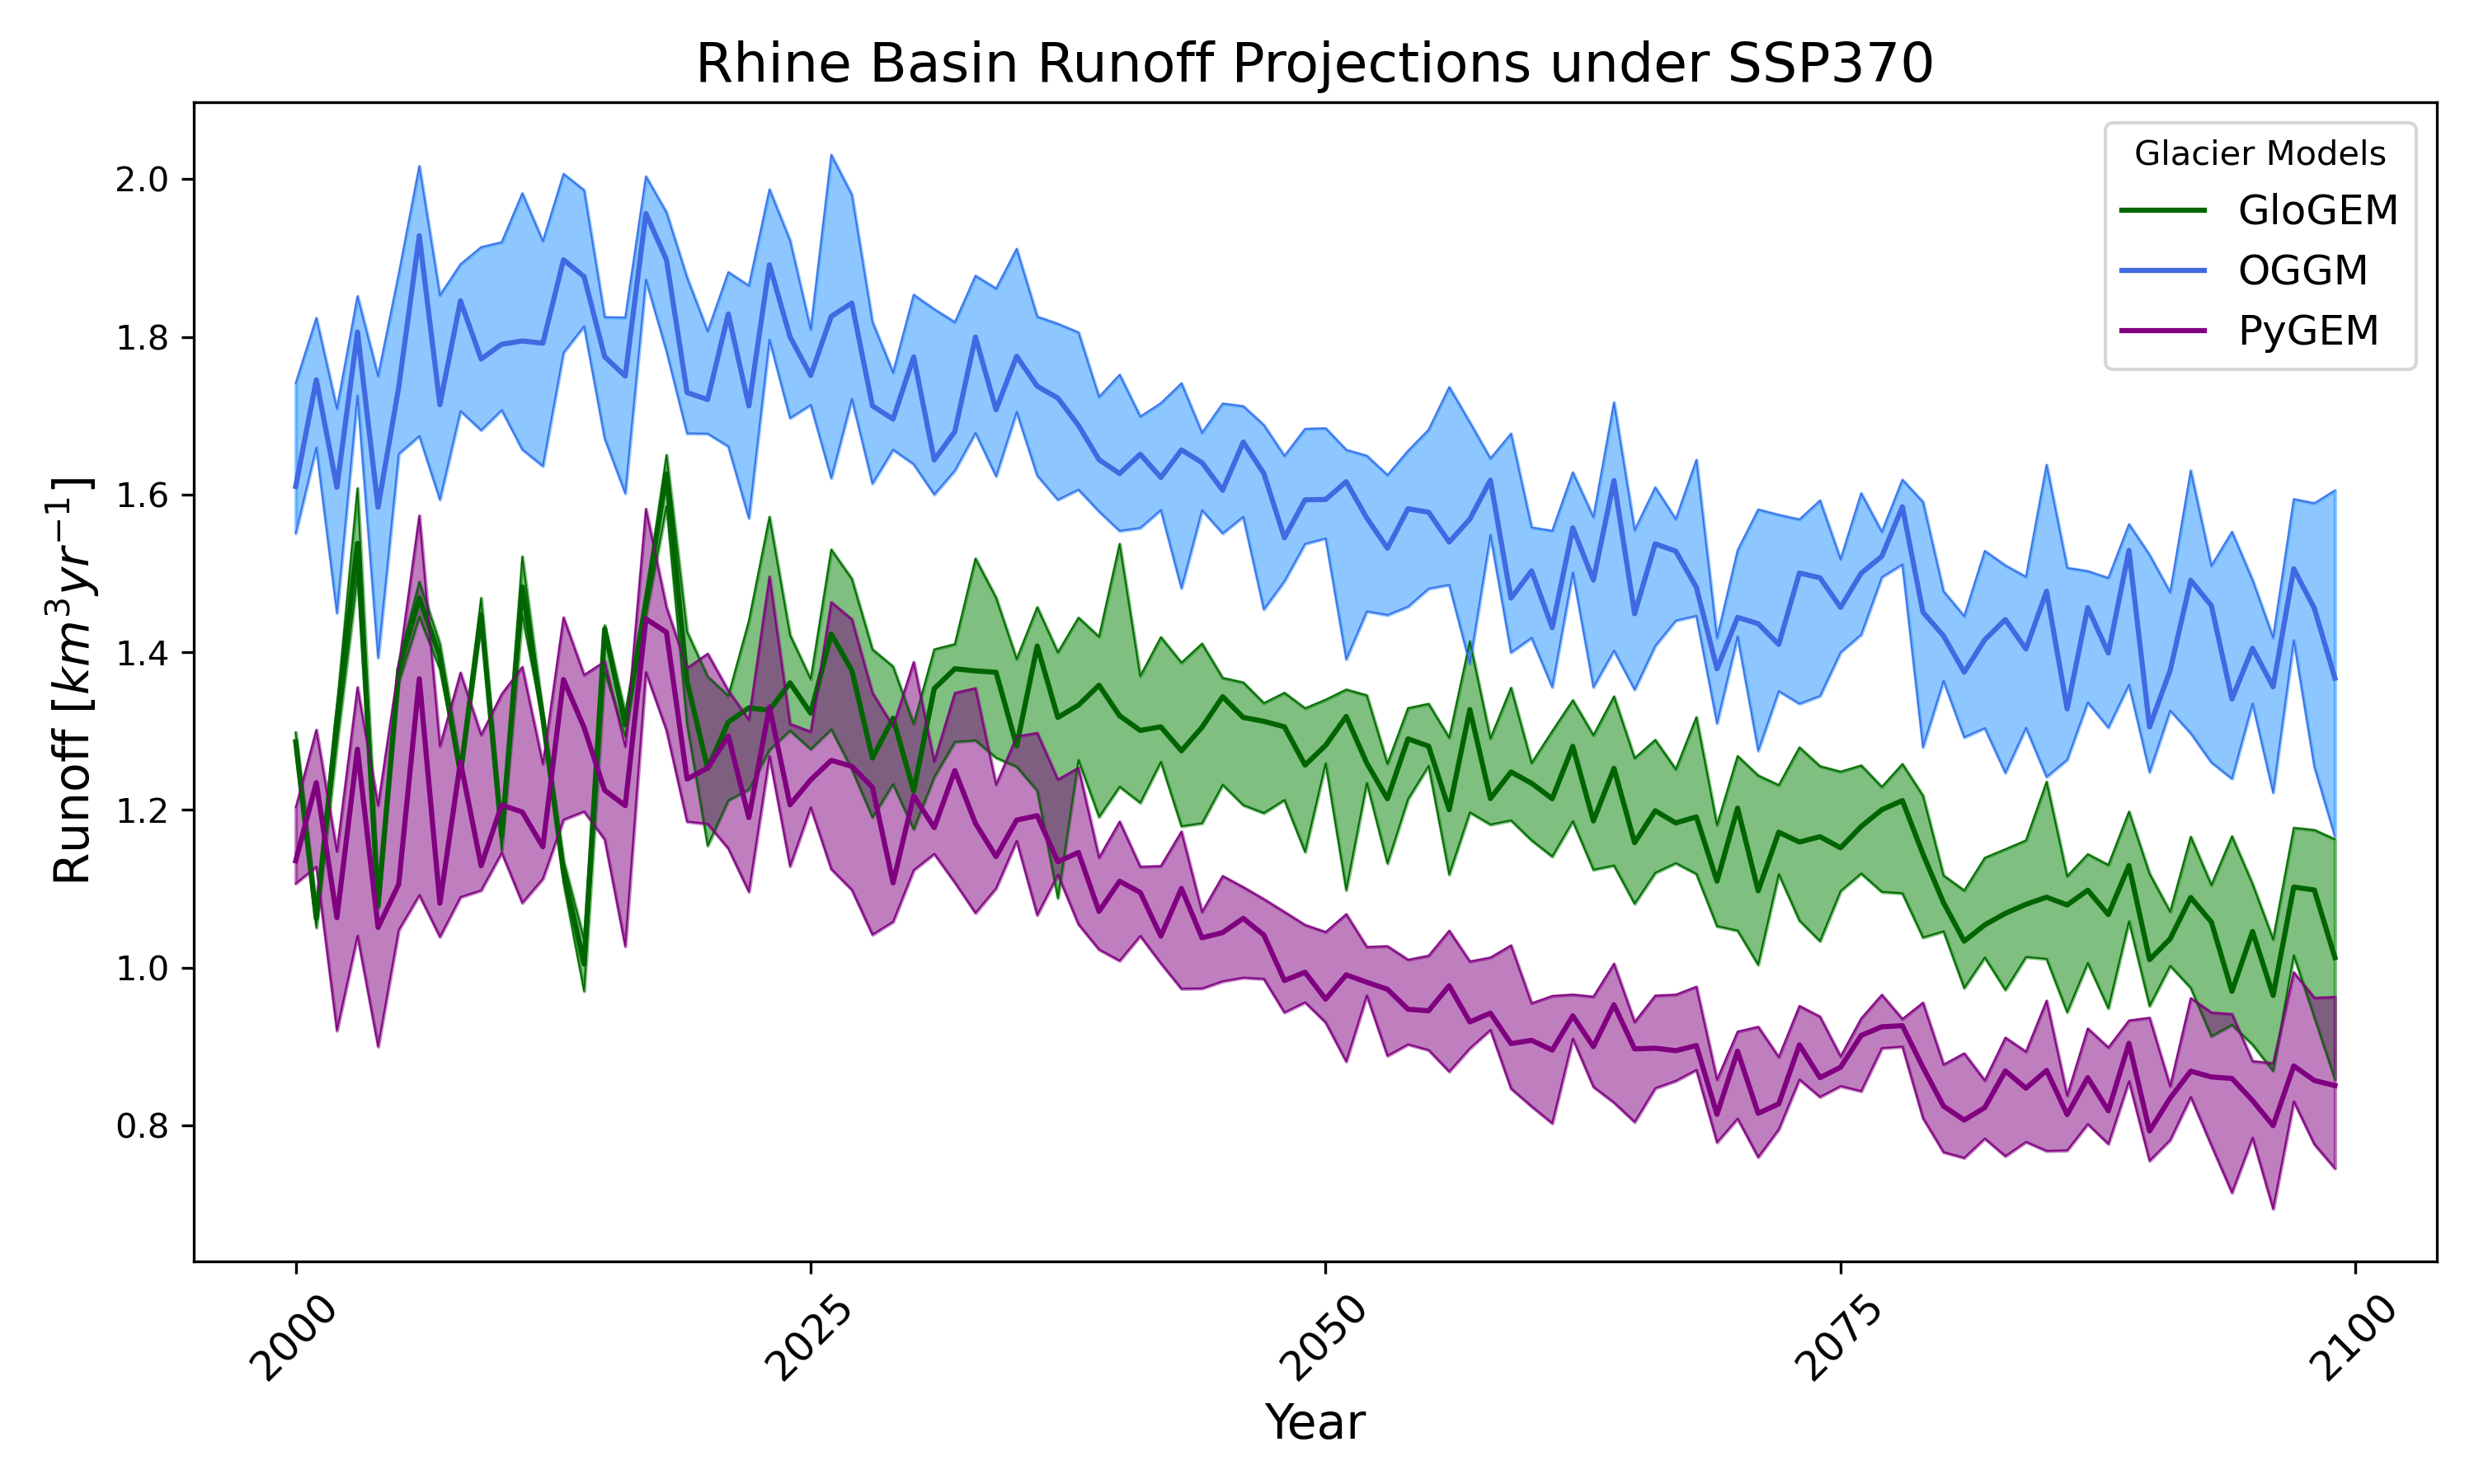 Rhine Basin Runoff Projections under SSP370
Glacier Models
GloGEM
OGGM
PyGEM
Runoff [km³yr⁻¹]
2.0
1.8
1.6
1.4
1.2
1.0
0.8
2000
2025
2050
2075
2100
Year